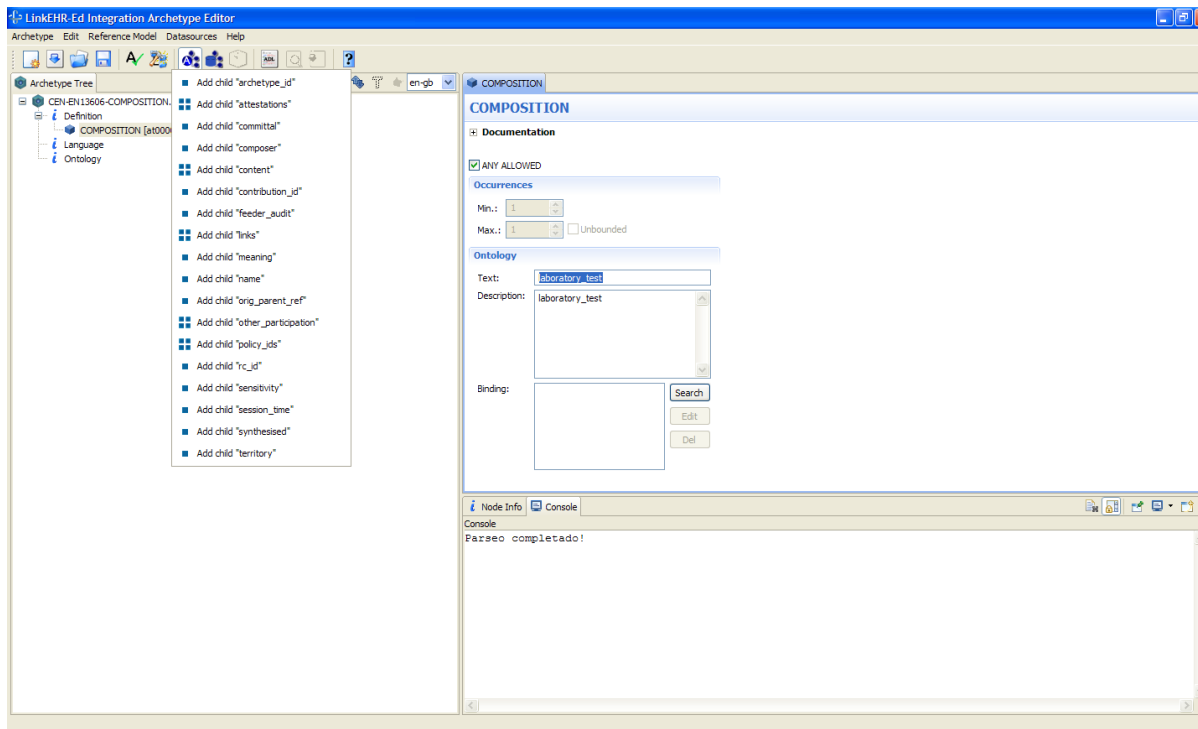 LinkEHR-Ed Integration Archetype Editor
Archetype Edit Reference Model Datasources Help
ADL
Archetype Tree
en-gb
CEN-EN13606-COMPOSITION.
Definition
COMPOSITION [at000
Language
Ontology
Add child "archetype_id"
Add child "attestations"
Add child "committal"
Add child "composer"
Add child "content"
Add child "contribution_id"
Add child "feeder_audit"
Add child "links"
Add child "meaning"
Add child "name"
Add child "orig_parent_ref"
Add child "other_participation"
Add child "policy_ids"
Add child "rc_id"
Add child "sensitivity"
Add child "session_time"
Add child "synthesised"
Add child "territory"
COMPOSITION
COMPOSITION
Documentation
ANY ALLOWED
Occurrences
Min.: 1
Max.: 1 Unbounded
Ontology
Text: laboratory_test
Description: laboratory_test
Binding:
Search
Edit
Del
Node Info Console
Console
Parseo completado!